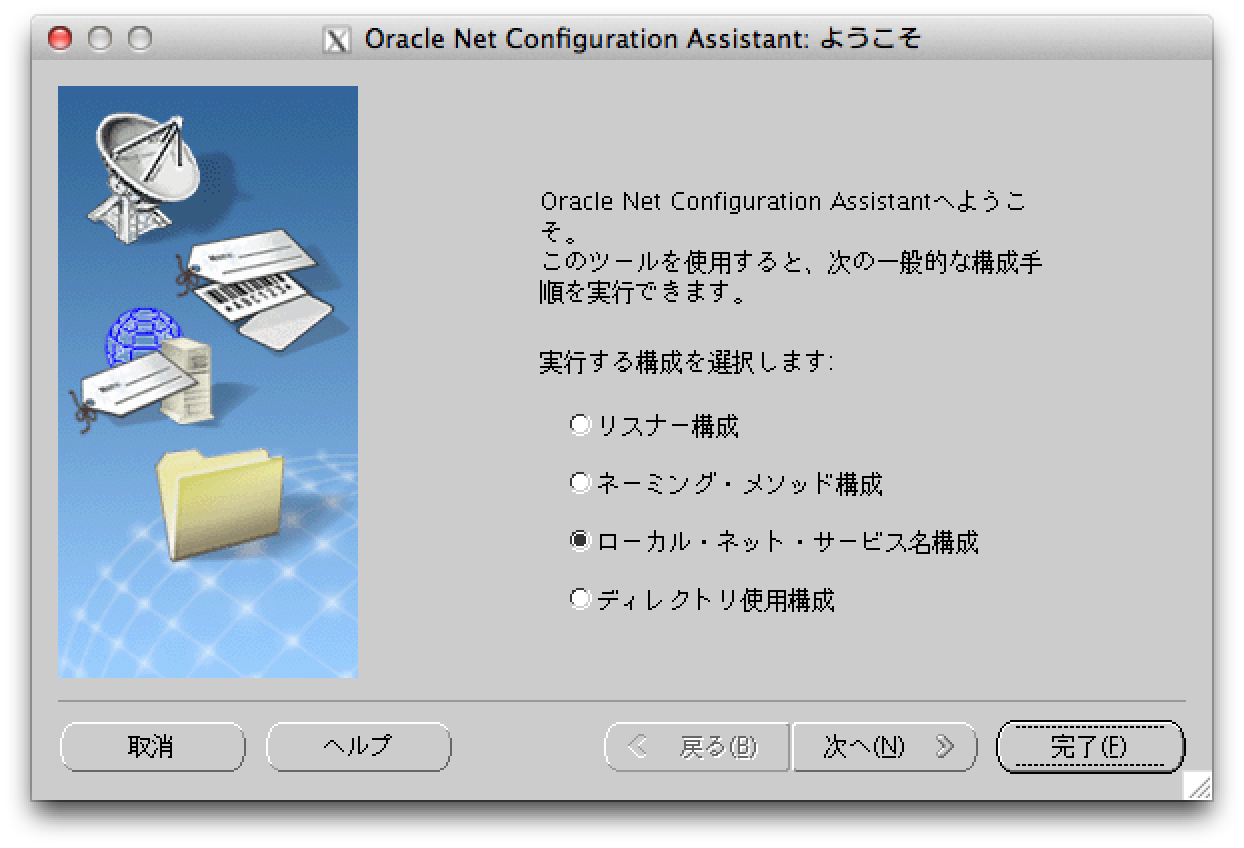 Oracle Net Configuration Assistant: ようこそ
Oracle Net Configuration Assistantへようこ
そ。
このツールを使用すると、次の一般的な構成手
順を実行できます。
実行する構成を選択します:
リスナー構成
ネーミング・メソッド構成
ローカル・ネット・サービス名構成
ディレクトリ使用構成
取消
ヘルプ
戻る(B)
次へ(N)
完了(F)